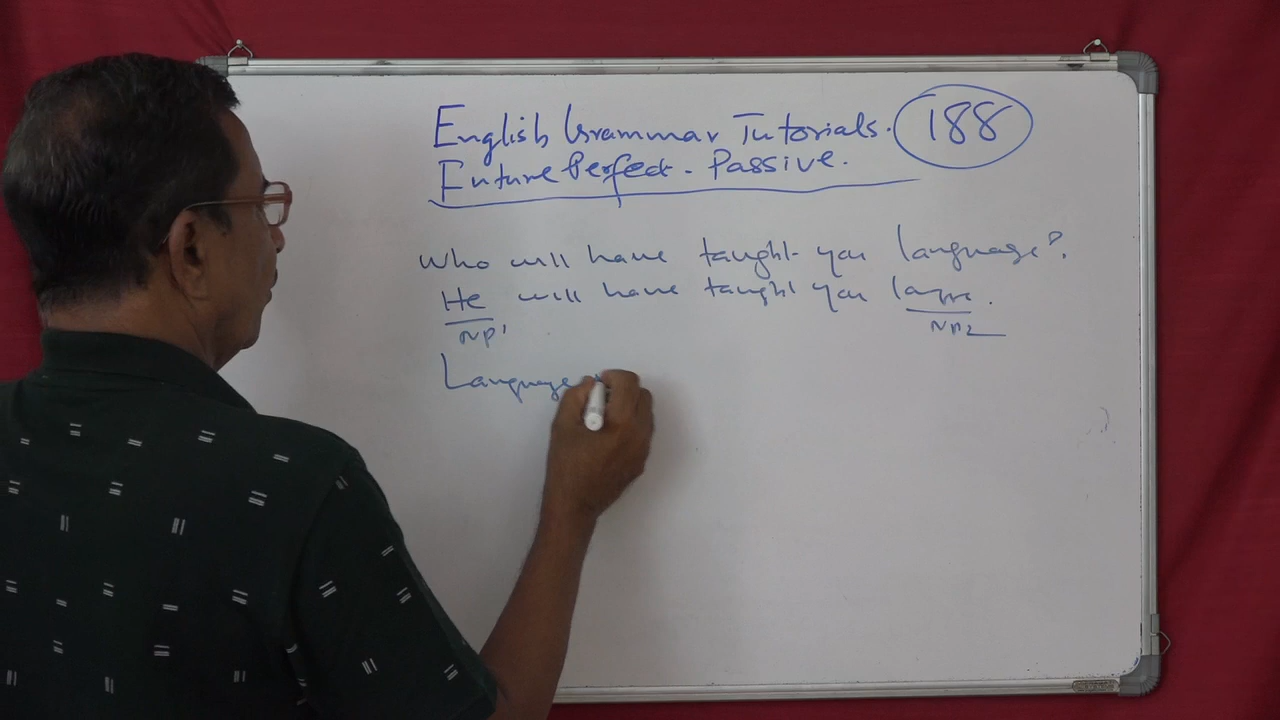 English Grammar Tutorials. 188
Future Perfect - Passive.
Who will have taught you language?
He will have taught you
NP1 NP2
Language